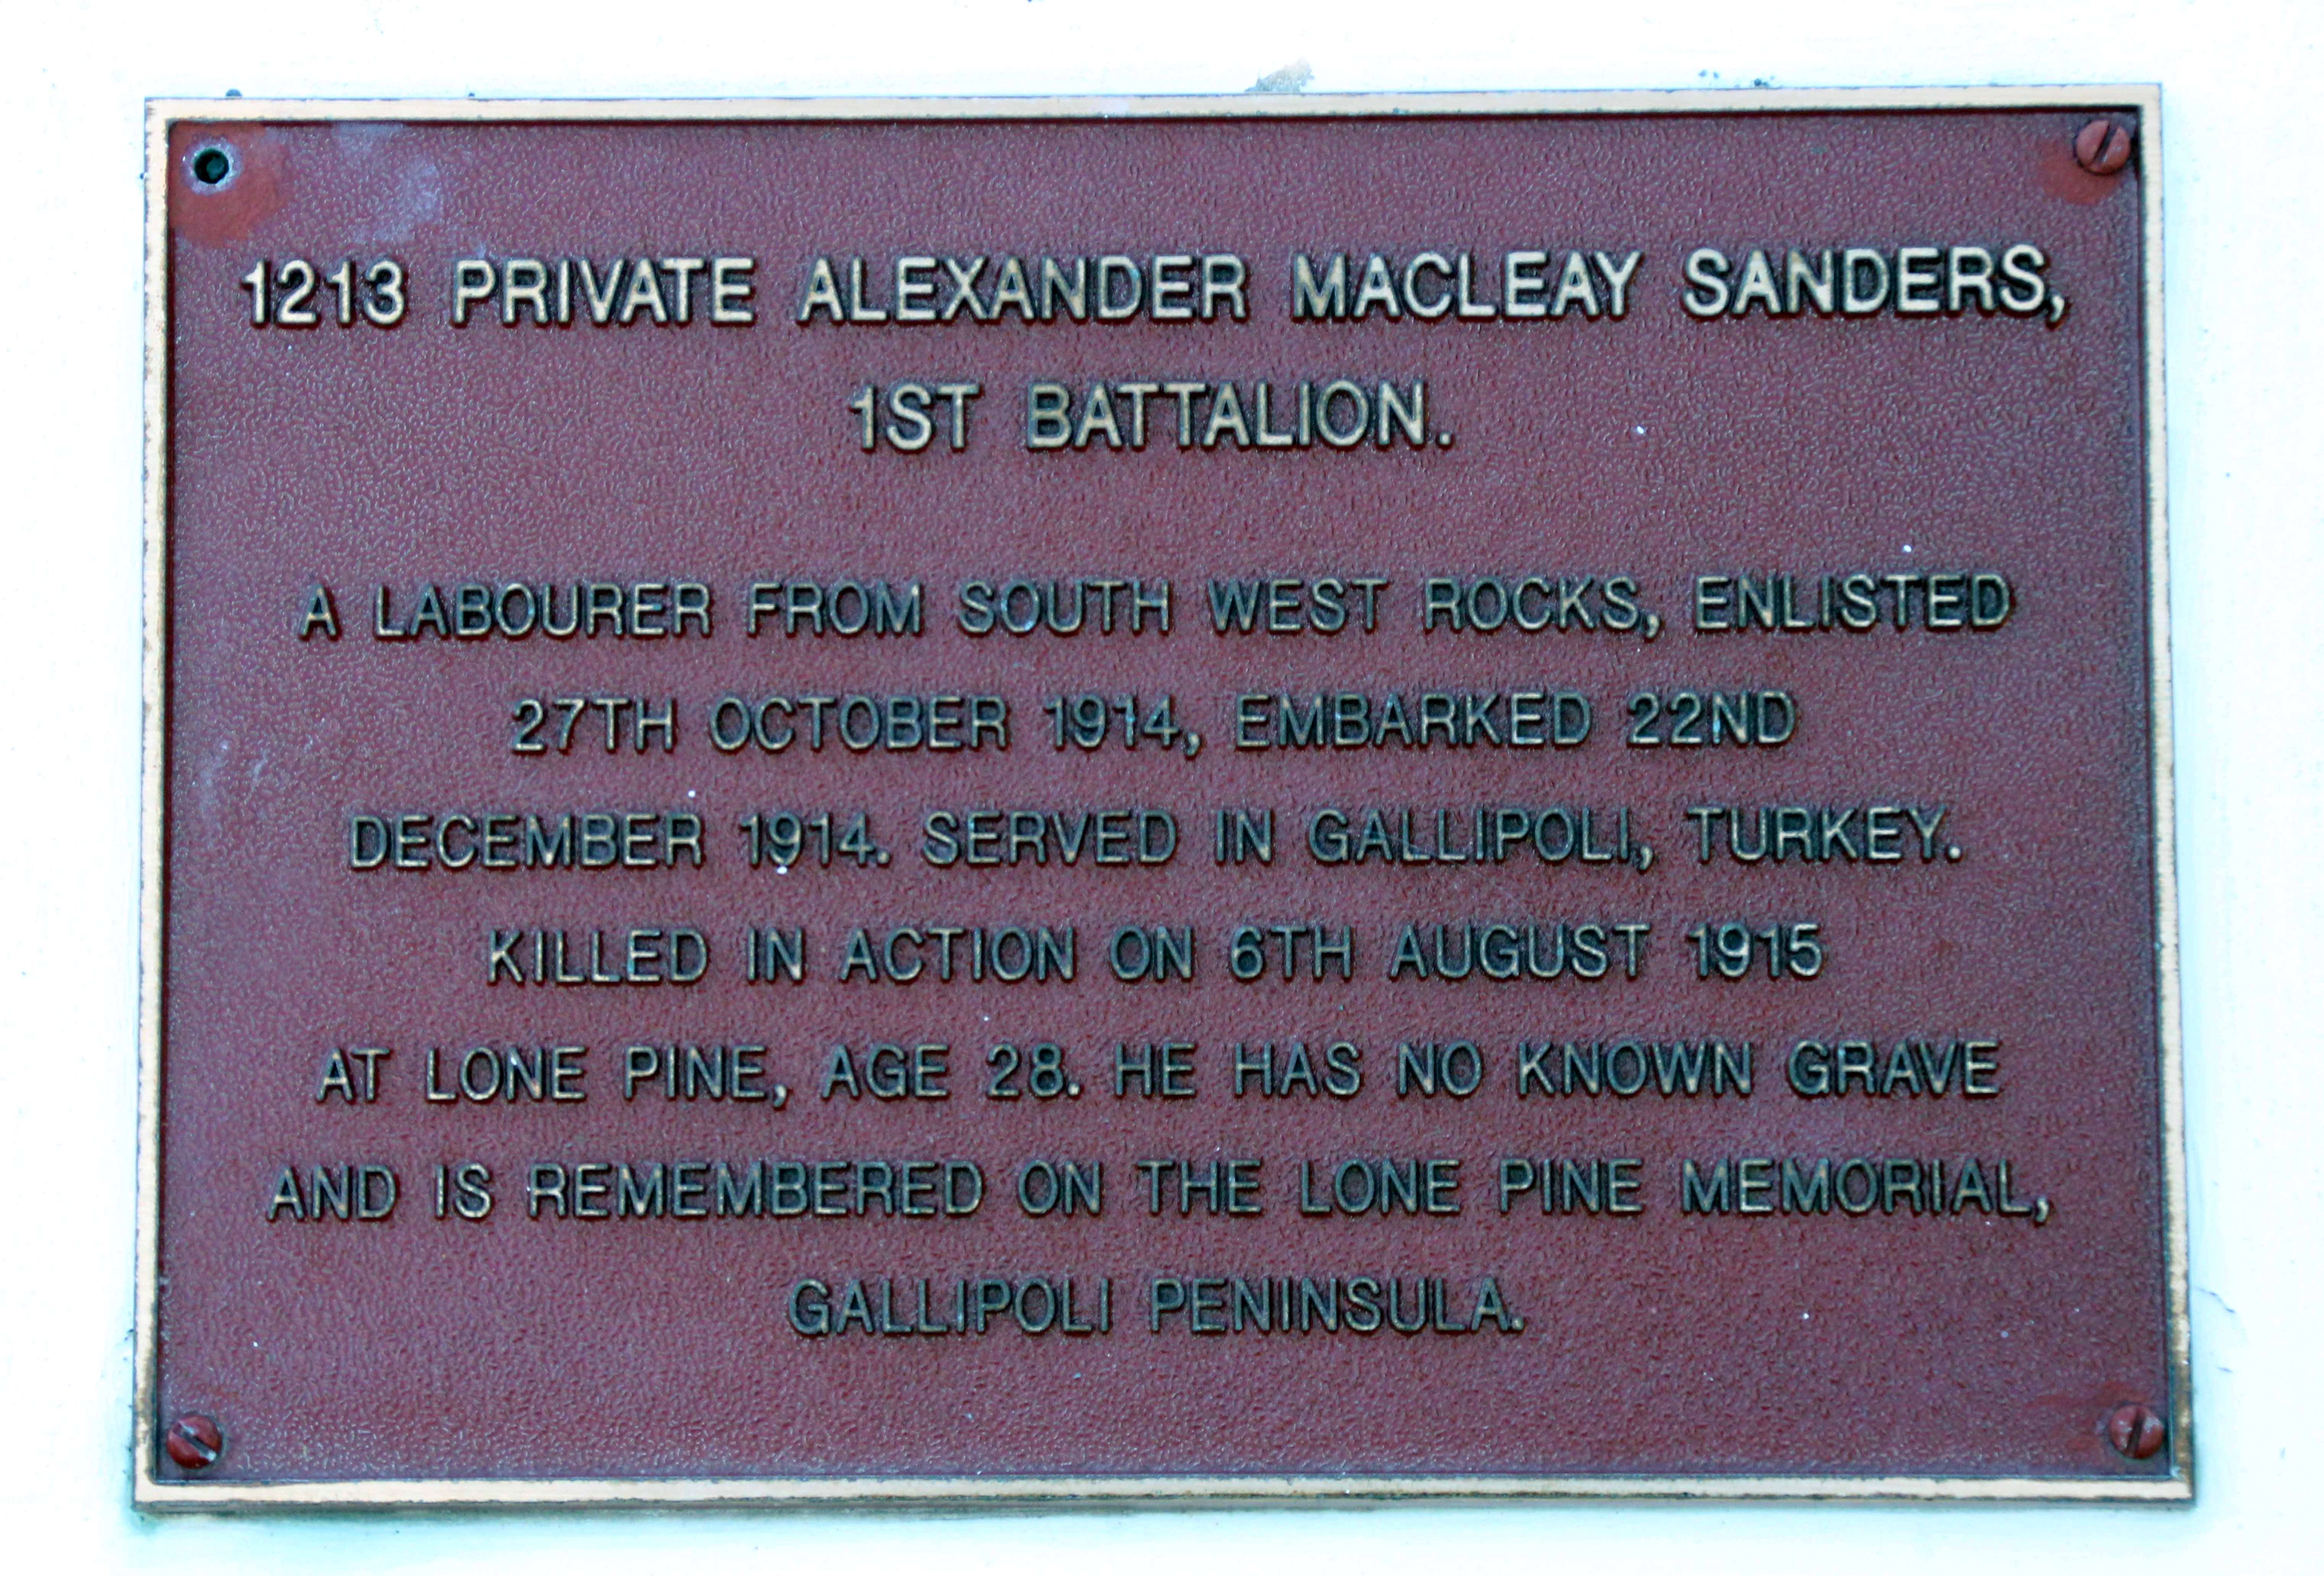 1213 PRIVATE ALEXANDER MACLEAY SANDERS,
1ST BATTALION.
A LABOURER FROM SOUTH WEST ROCKS, ENLISTED
27TH OCTOBER 1914, EMBARKED 22ND
DECEMBER 1914. SERVED IN GALLIPOLI, TURKEY.
KILLED IN ACTION ON 6TH AUGUST 1915
AT LONE PINE, AGE 28. HE HAS NO KNOWN GRAVE
AND IS REMEMBERED ON THE LONE PINE MEMORIAL,
GALLIPOLI PENINSULA.